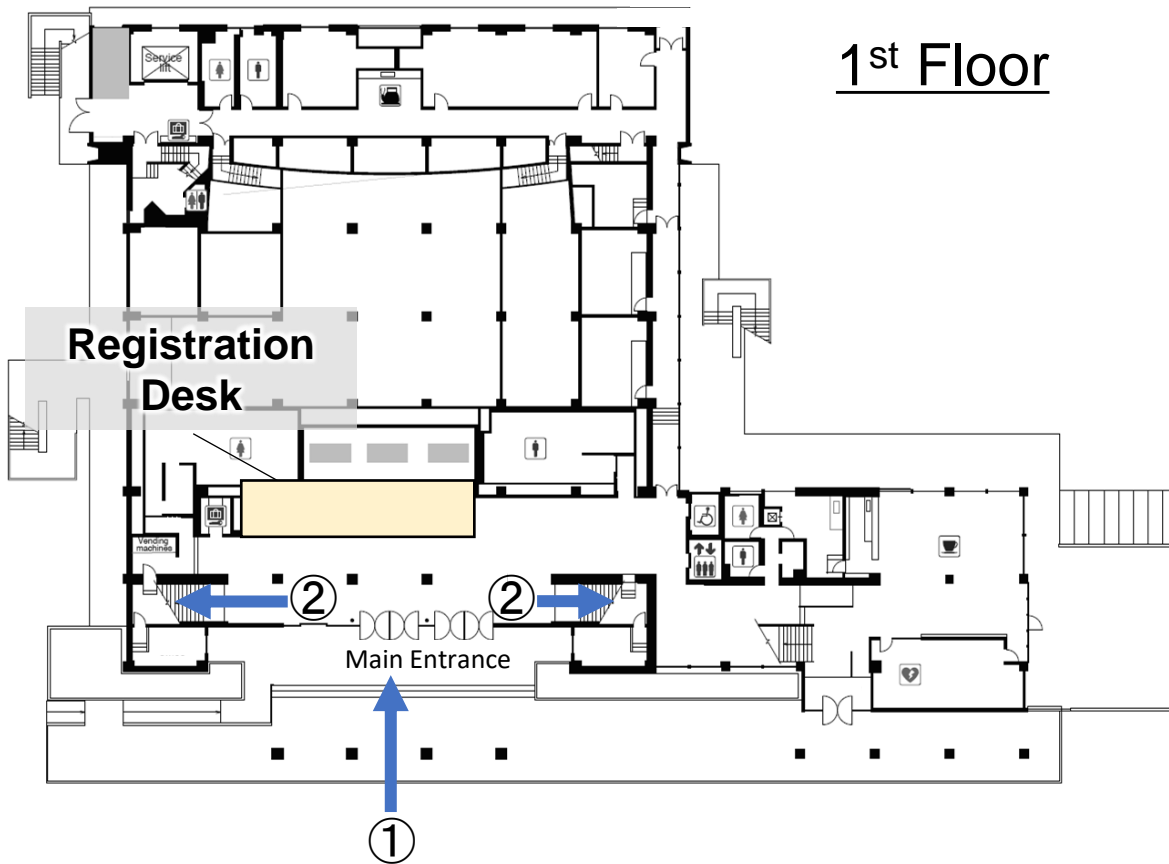 1st Floor
Service
lift
Registration
Desk
Vending
machines
② ②
Main Entrance
①